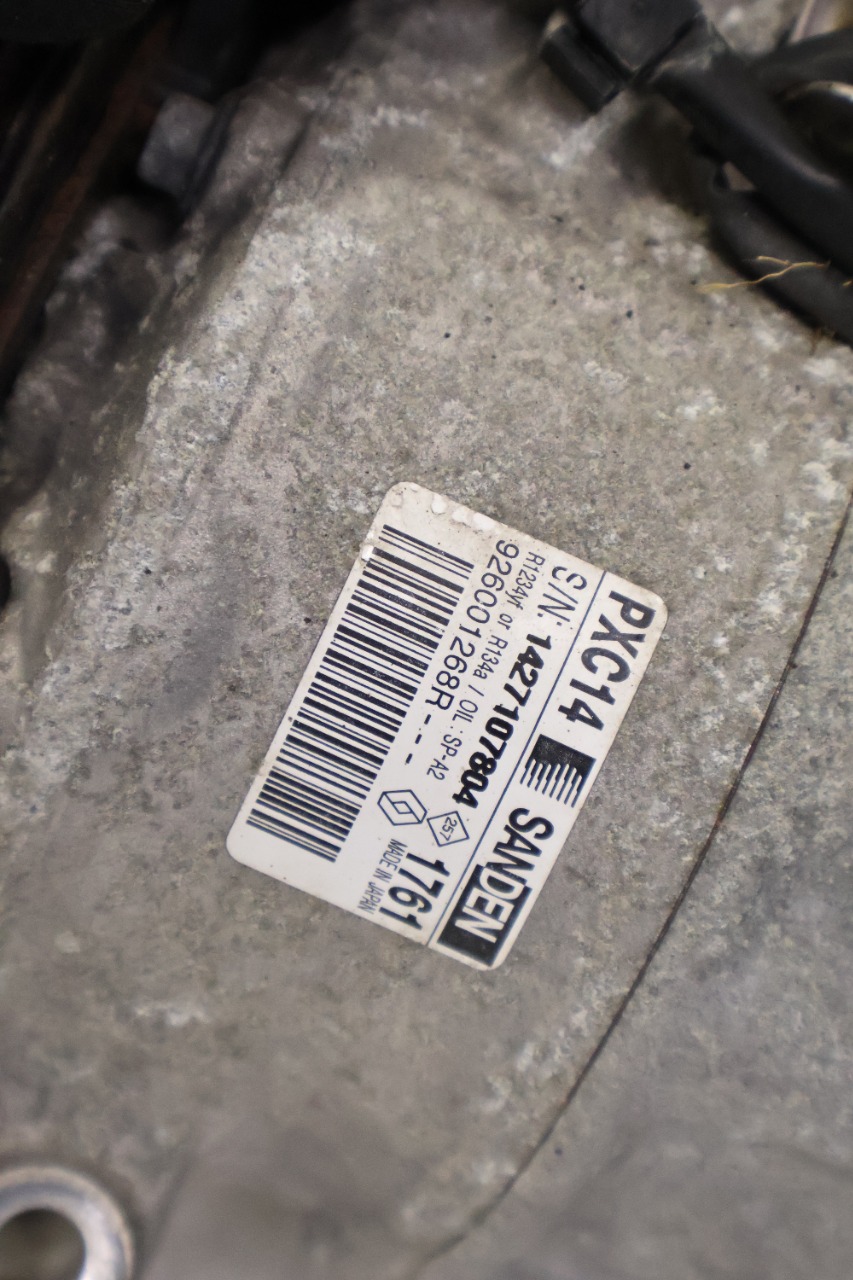 PXC14 SANDEN
S/N: 1427107804
R1234yf or R134a / OIL : SP-A2
926001268R---
257
1761
MADE IN JAPAN